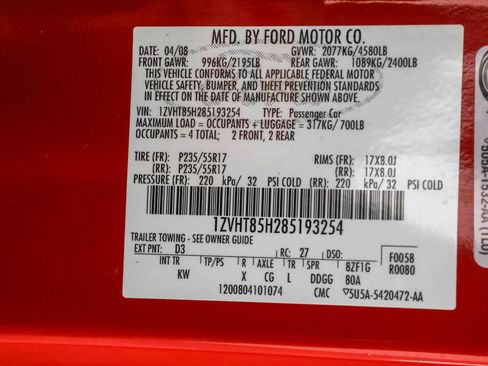 MFD. BY FORD MOTOR CO.
DATE: 04/08 GVWR: 2077KG/4580LB
FRONT GAWR: 996KG/2195LB REAR GAWR: 1089KG/2400LB
THIS VEHICLE CONFORMS TO ALL APPLICABLE FEDERAL MOTOR
VEHICLE SAFETY, BUMPER, AND THEFT PREVENTION STANDARDS
IN EFFECT ON THE DATE OF MANUFACTURE SHOWN ABOVE
VIN: 1ZVHT85H285193254 TYPE: Passenger Car
MAXIMUM LOAD = OCCUPANTS + LUGGAGE = 317KG/700LB
OCCUPANTS = 4 TOTAL; 2 FRONT, 2 REAR
TIRE (FR): P235/55R17 RIMS (FR): 17X8.0J
(RR): P235/55R17 (RR): 17X8.0J
PRESSURE (FR): 220 kPa/ 32 PSI COLD (RR): 220 kPa/ 32 PSI COLD
1ZVHT85H285193254
TRAILER TOWING - SEE OWNER GUIDE
EXT PNT: D3 RC: 27 DSO: F0058
INT TR TP/PS R AXLE TR SPR 8ZF1G R0080
KW X CG L DDGG 80A
1200804101074 CMC 5U5A-5420472-AA